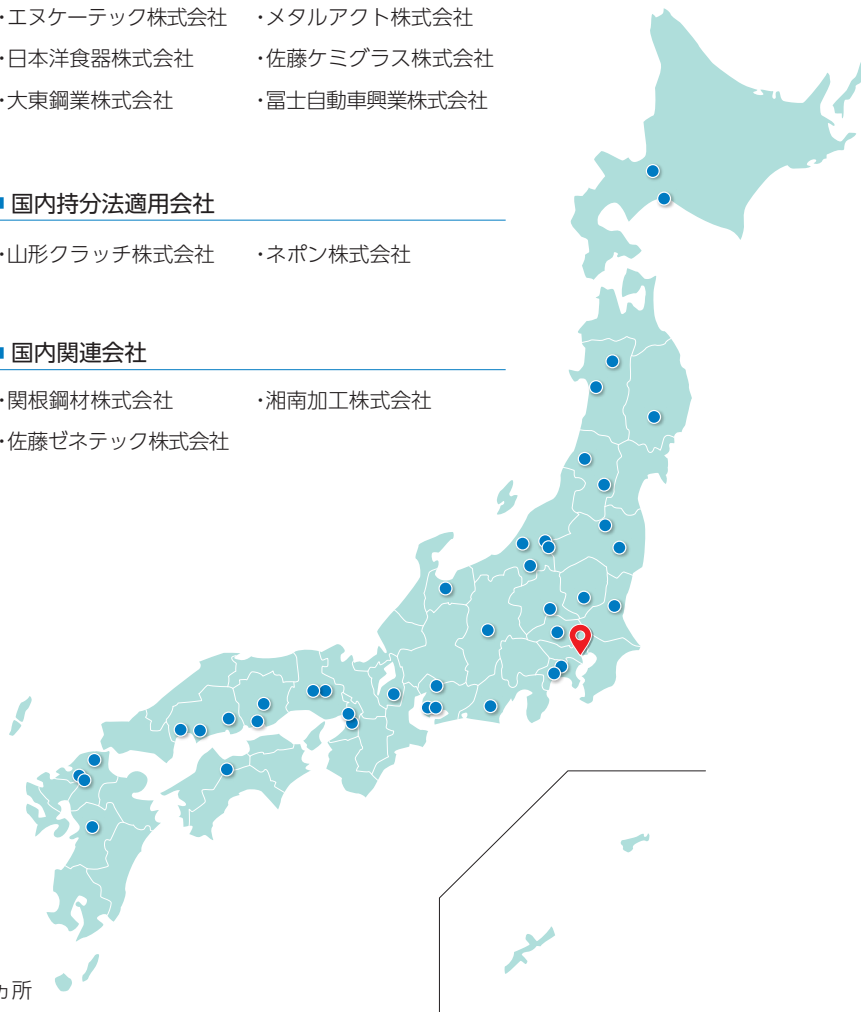 ・エヌケーテック株式会社 ・メタルアクト株式会社
・日本洋食器株式会社 ・佐藤ケミグラス株式会社
・大東鋼業株式会社 ・冨士自動車興業株式会社
国内持分法適用会社
・山形クラッチ株式会社 ・ネポン株式会社
国内関連会社
・関根鋼材株式会社 ・湘南加工株式会社
・佐藤ゼネテック株式会社
ヵ所